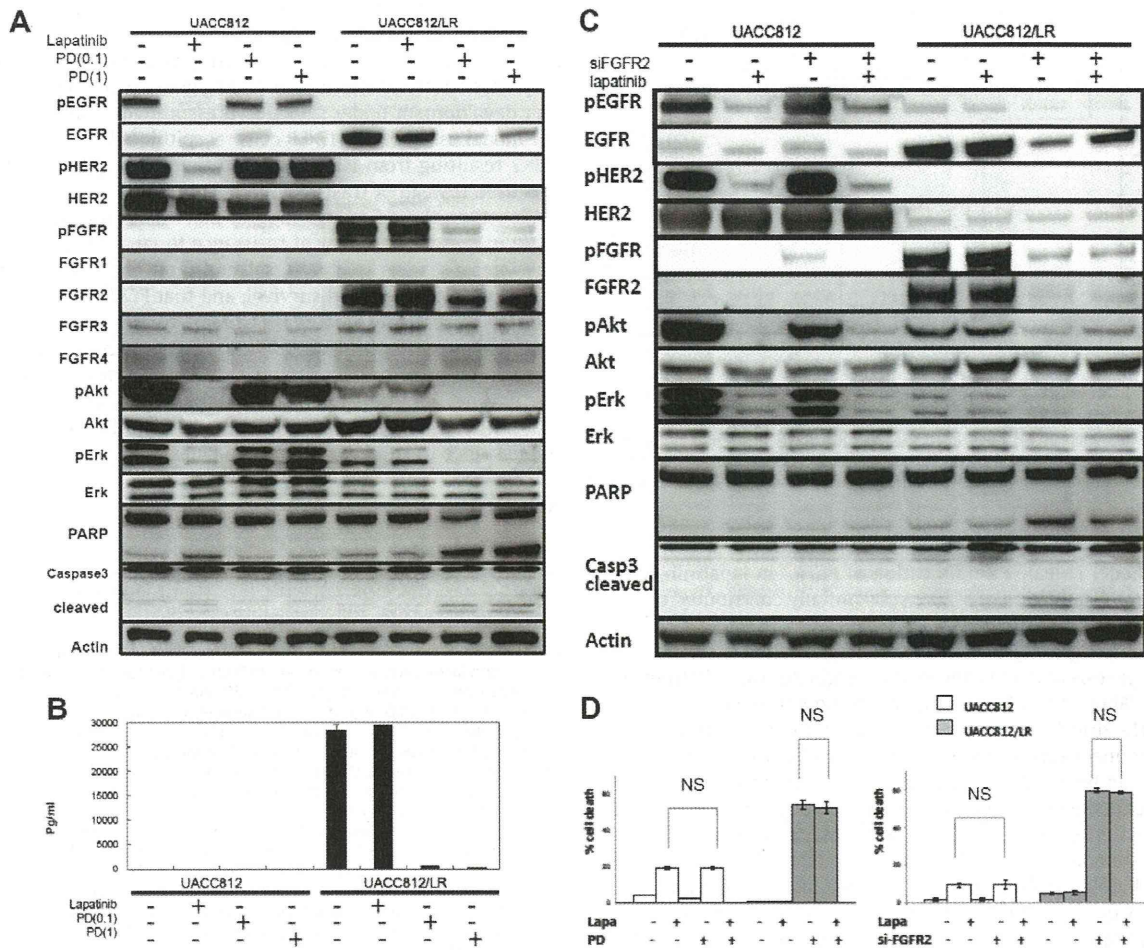 A
UACC812 UACC812/LR
Lapatinib - + - - - + - -
PD(0.1) - - + - - - + -
PD(1) - - - + - - - +
pEGFR
EGFR
pHER2
HER2
pFGFR
FGFR1
FGFR2
FGFR3
FGFR4
pAkt
Akt
pErk
Erk
PARP
Caspase3
cleaved
Actin
B
30000
25000
20000
15000
10000
5000
0
Pg/ml
UACC812 UACC812/LR
Lapatinib - + - - - + - -
PD(0.1) - - + - - - + -
PD(1) - - - + - - - +
C
UACC812 UACC812/LR
siFGFR2 - - + + - - + +
lapatinib - + - + - + - +
pEGFR
EGFR
pHER2
HER2
pFGFR
FGFR2
pAkt
Akt
pErk
Erk
PARP
Casp3
cleaved
Actin
D
UACC812
UACC812/LR
NS
NS
% cell death
20
0
Lapa - + - + - + - +
PD - - + + - - + +
NS
NS
% cell death
0
Lapa - + - + - + - +
si-FGFR2 - - + + - - + +